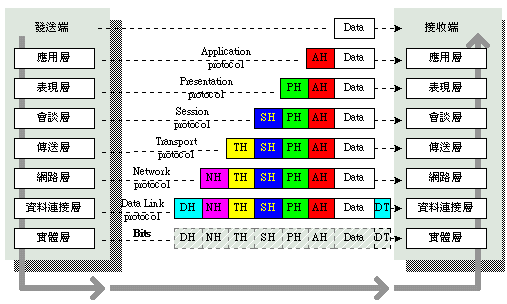 發送端 Data 接收端
應用層 Application protocol AH Data 應用層
表現層 Presentation protocol PH AH Data 表現層
會談層 Session protocol SH PH AH Data 會談層
傳送層 Transport protocol TH SH PH AH Data 傳送層
網路層 Network protocol NH TH SH PH AH Data 網路層
資料連接層 Data Link protocol DH NH TH SH PH AH Data DT 資料連接層
實體層 Bits DH NH TH SH PH AH Data DT 實體層